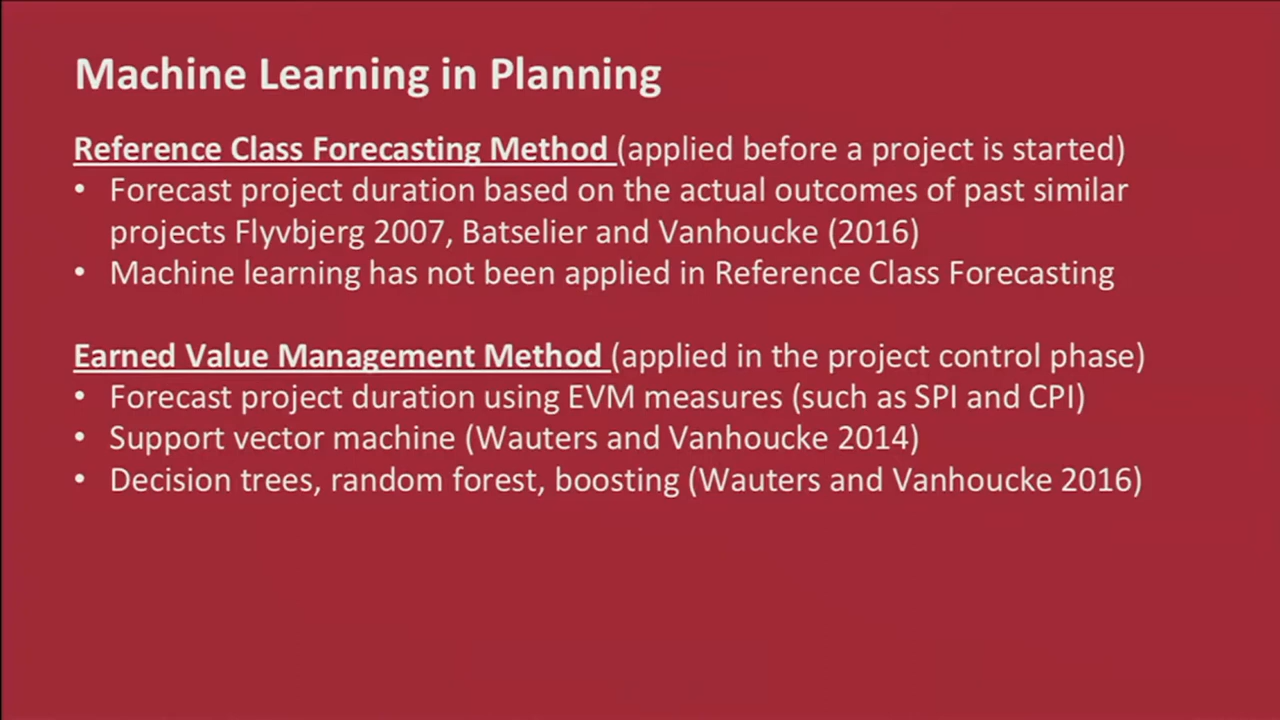 Machine Learning in Planning
Reference Class Forecasting Method (applied before a project is started)
• Forecast project duration based on the actual outcomes of past similar
projects Flyvbjerg 2007, Batselier and Vanhoucke (2016)
• Machine learning has not been applied in Reference Class Forecasting
Earned Value Management Method (applied in the project control phase)
• Forecast project duration using EVM measures (such as SPI and CPI)
• Support vector machine (Wauters and Vanhoucke 2014)
• Decision trees, random forest, boosting (Wauters and Vanhoucke 2016)